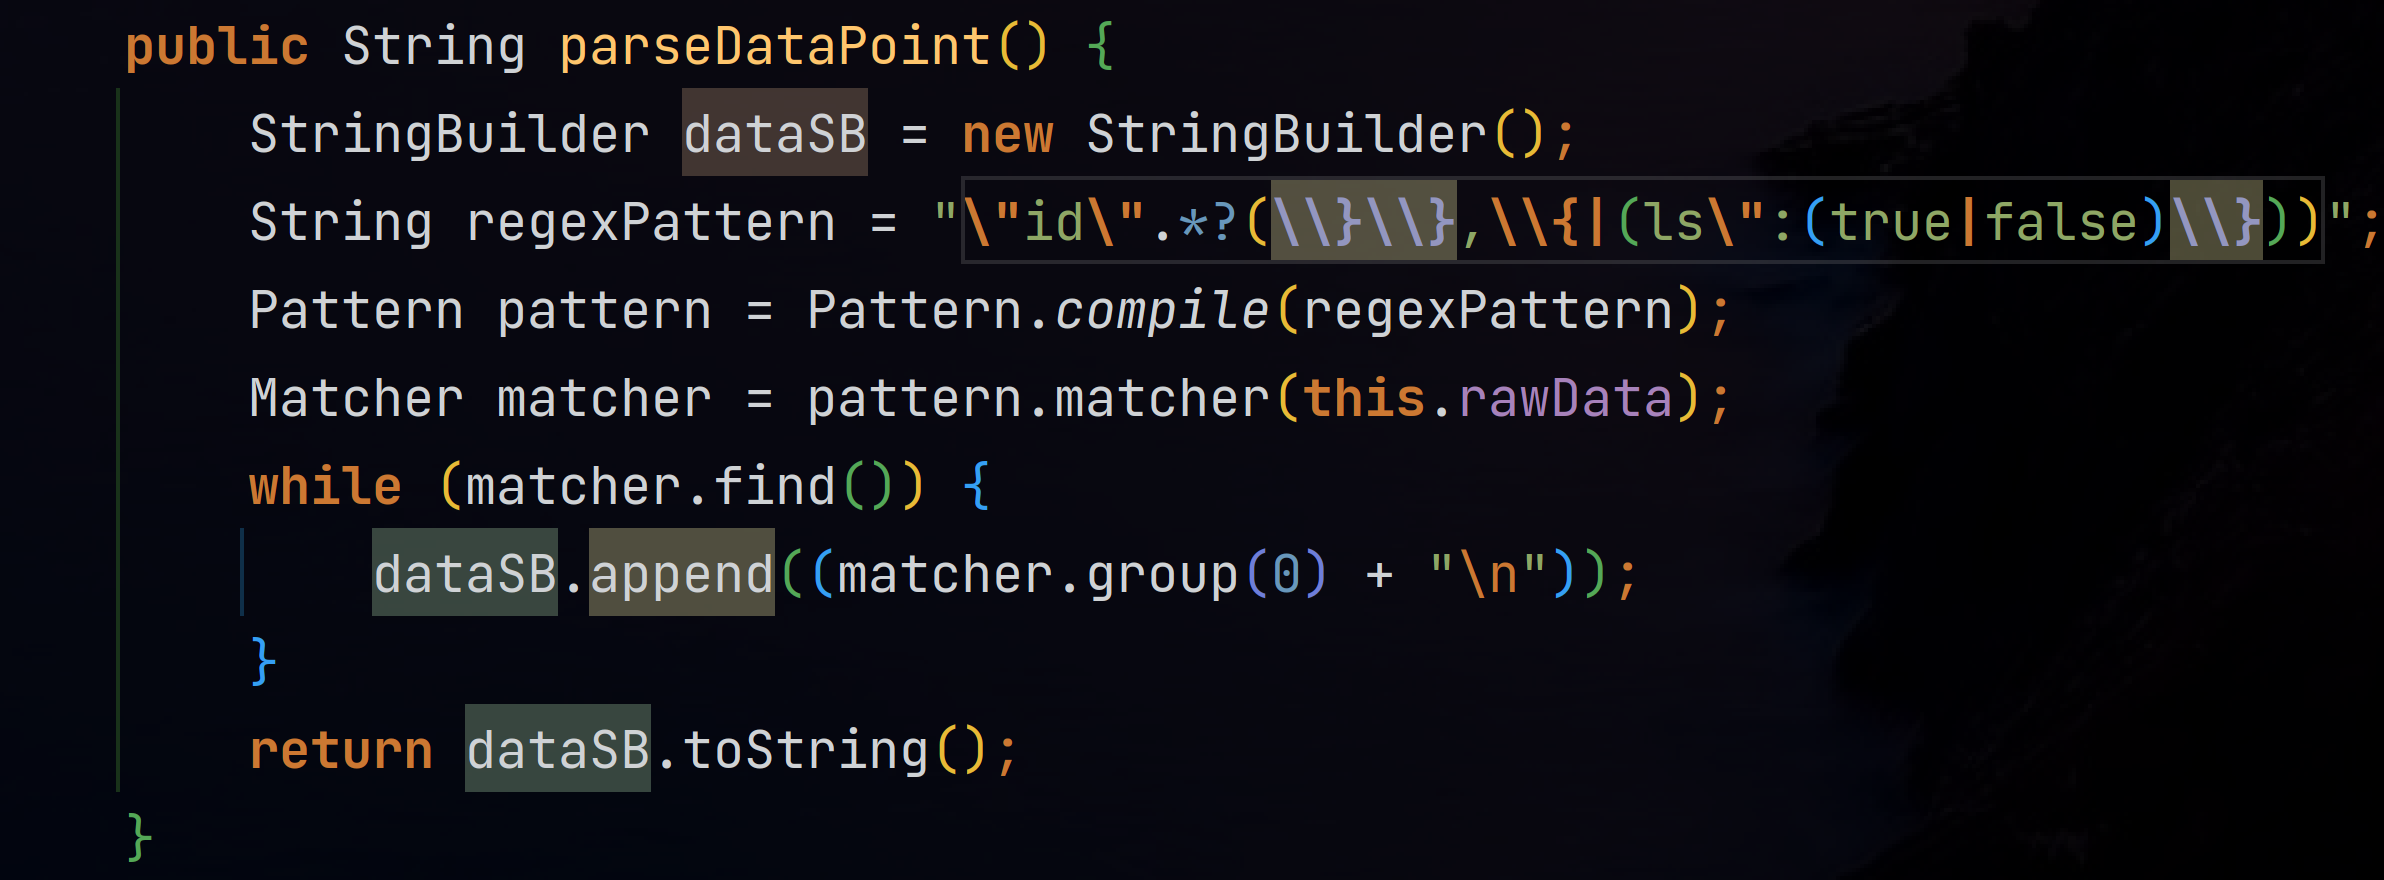 public String parseDataPoint() {
StringBuilder dataSB = new StringBuilder();
String regexPattern = "\"id\".*?(\\}\\},\\{|(ls\":(true|false)\\}))";
Pattern pattern = Pattern.compile(regexPattern);
Matcher matcher = pattern.matcher(this.rawData);
while (matcher.find()) {
dataSB.append((matcher.group(0) + "\n"));
}
return dataSB.toString();
}